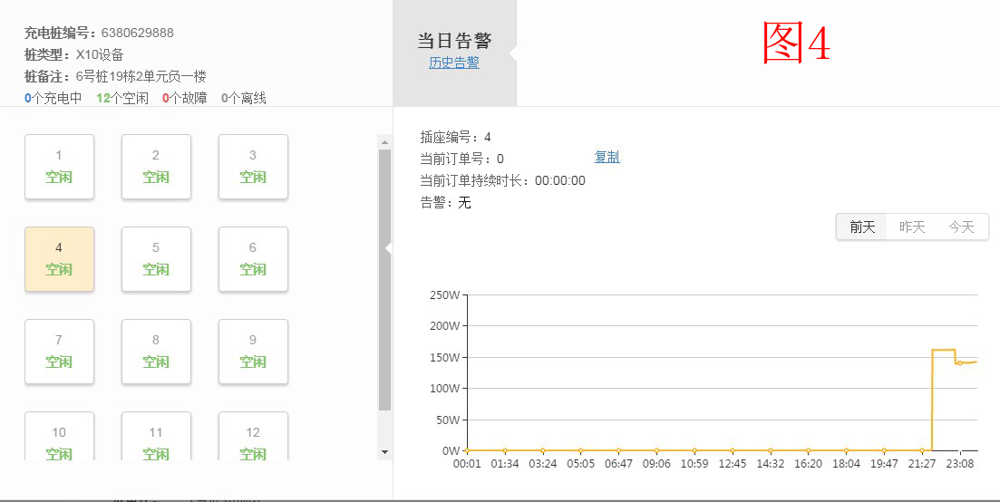 充电桩编号：6380629888
桩类型：X10设备
桩备注：6号桩19栋2单元负一楼
0个充电中 12个空闲 0个故障 0个离线
当日告警
历史告警
图4
1
空闲
2
空闲
3
空闲
4
空闲
5
空闲
6
空闲
7
空闲
8
空闲
9
空闲
10
空闲
11
空闲
12
空闲
插座编号：4
当前订单号：0 复制
当前订单持续时长：00:00:00
告警：无
前天 昨天 今天
250W
200W
150W
100W
50W
0W
00:01 01:34 03:24 05:05 06:47 09:06 10:59 12:45 14:32 16:20 18:04 19:47 21:27 23:08